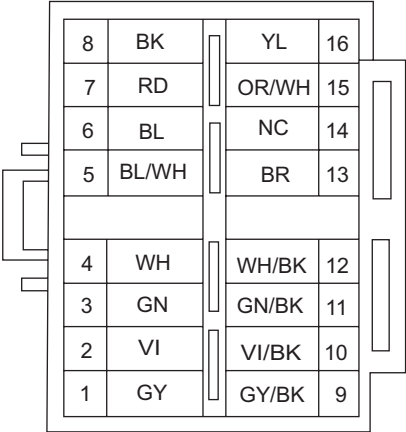 8 BK YL 16
7 RD OR/WH 15
6 BL NC 14
5 BL/WH BR 13
4 WH WH/BK 12
3 GN GN/BK 11
2 VI VI/BK 10
1 GY GY/BK 9